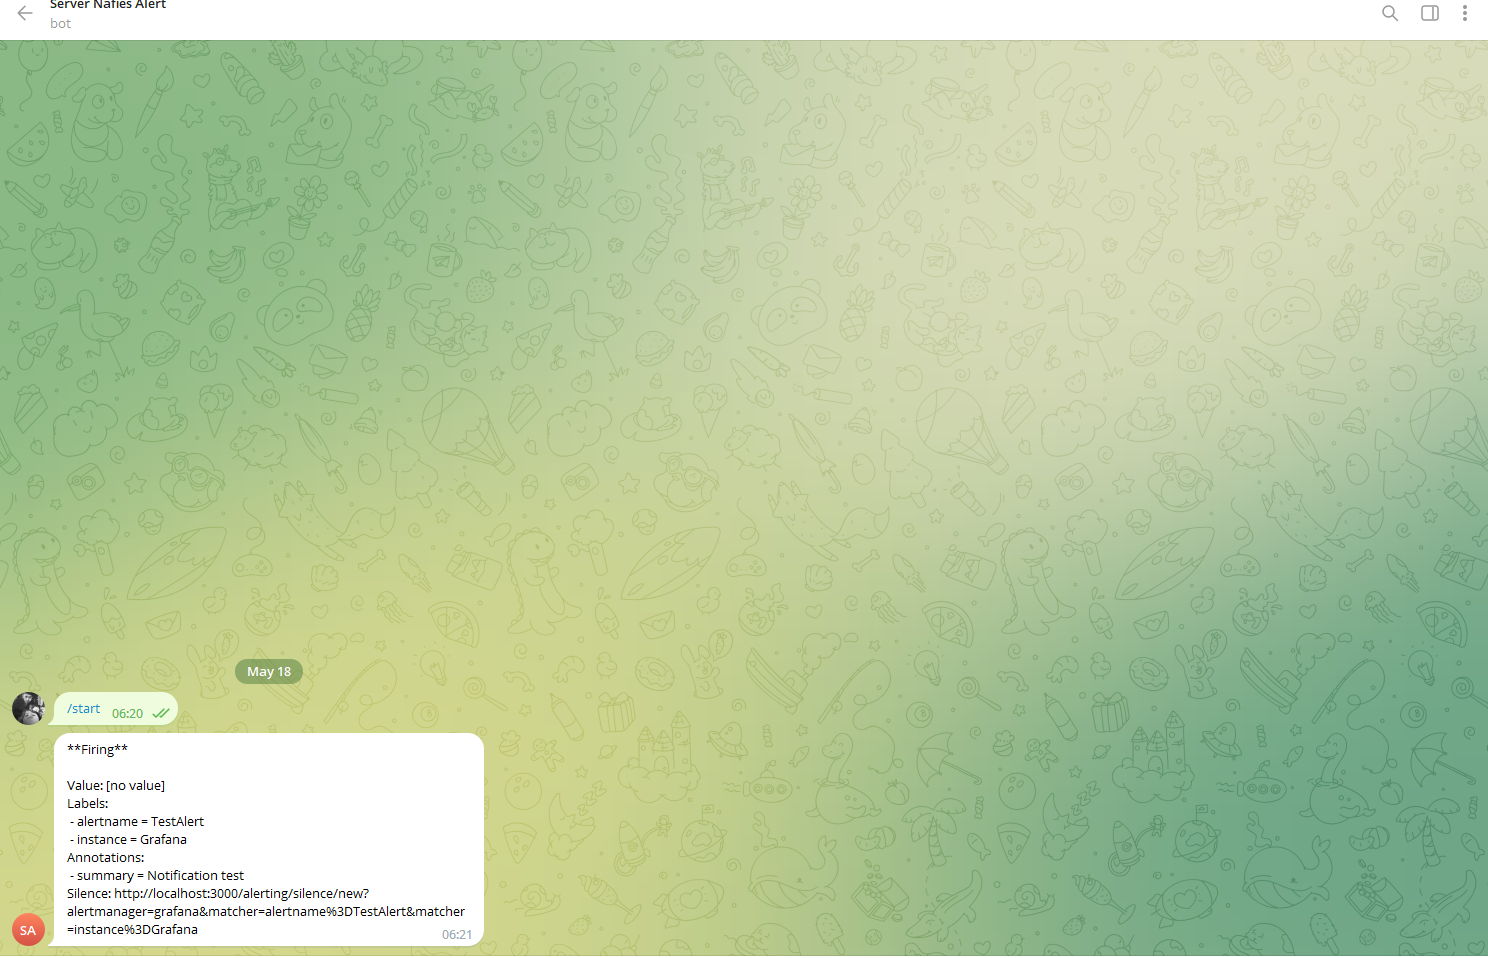 Server Nafies Alert
bot
May 18
/start 06:20
**Firing**
Value: [no value]
Labels:
- alertname = TestAlert
- instance = Grafana
Annotations:
- summary = Notification test
Silence: http://localhost:3000/alerting/silence/new?
alertmanager=grafana&matcher=alertname%3DTestAlert&matcher
=instance%3DGrafana
06:21
SA